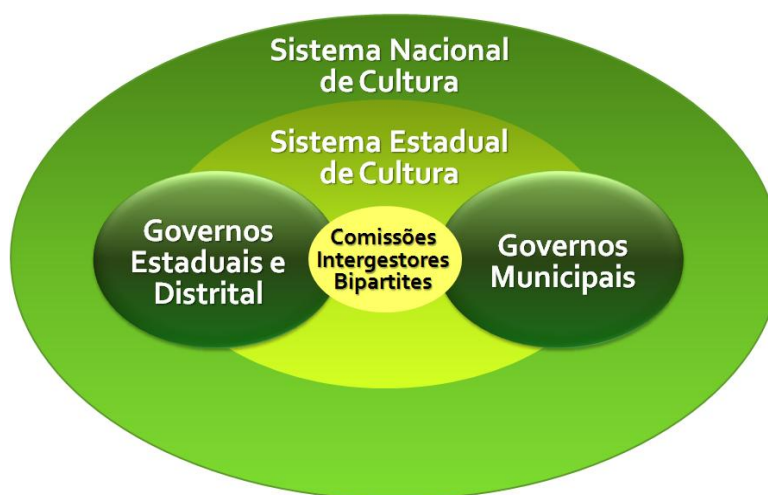 Sistema Nacional
de Cultura
Sistema Estadual
de Cultura
Governos
Estaduais e
Distrital
Comissões
Intergestores
Bipartites
Governos
Municipais